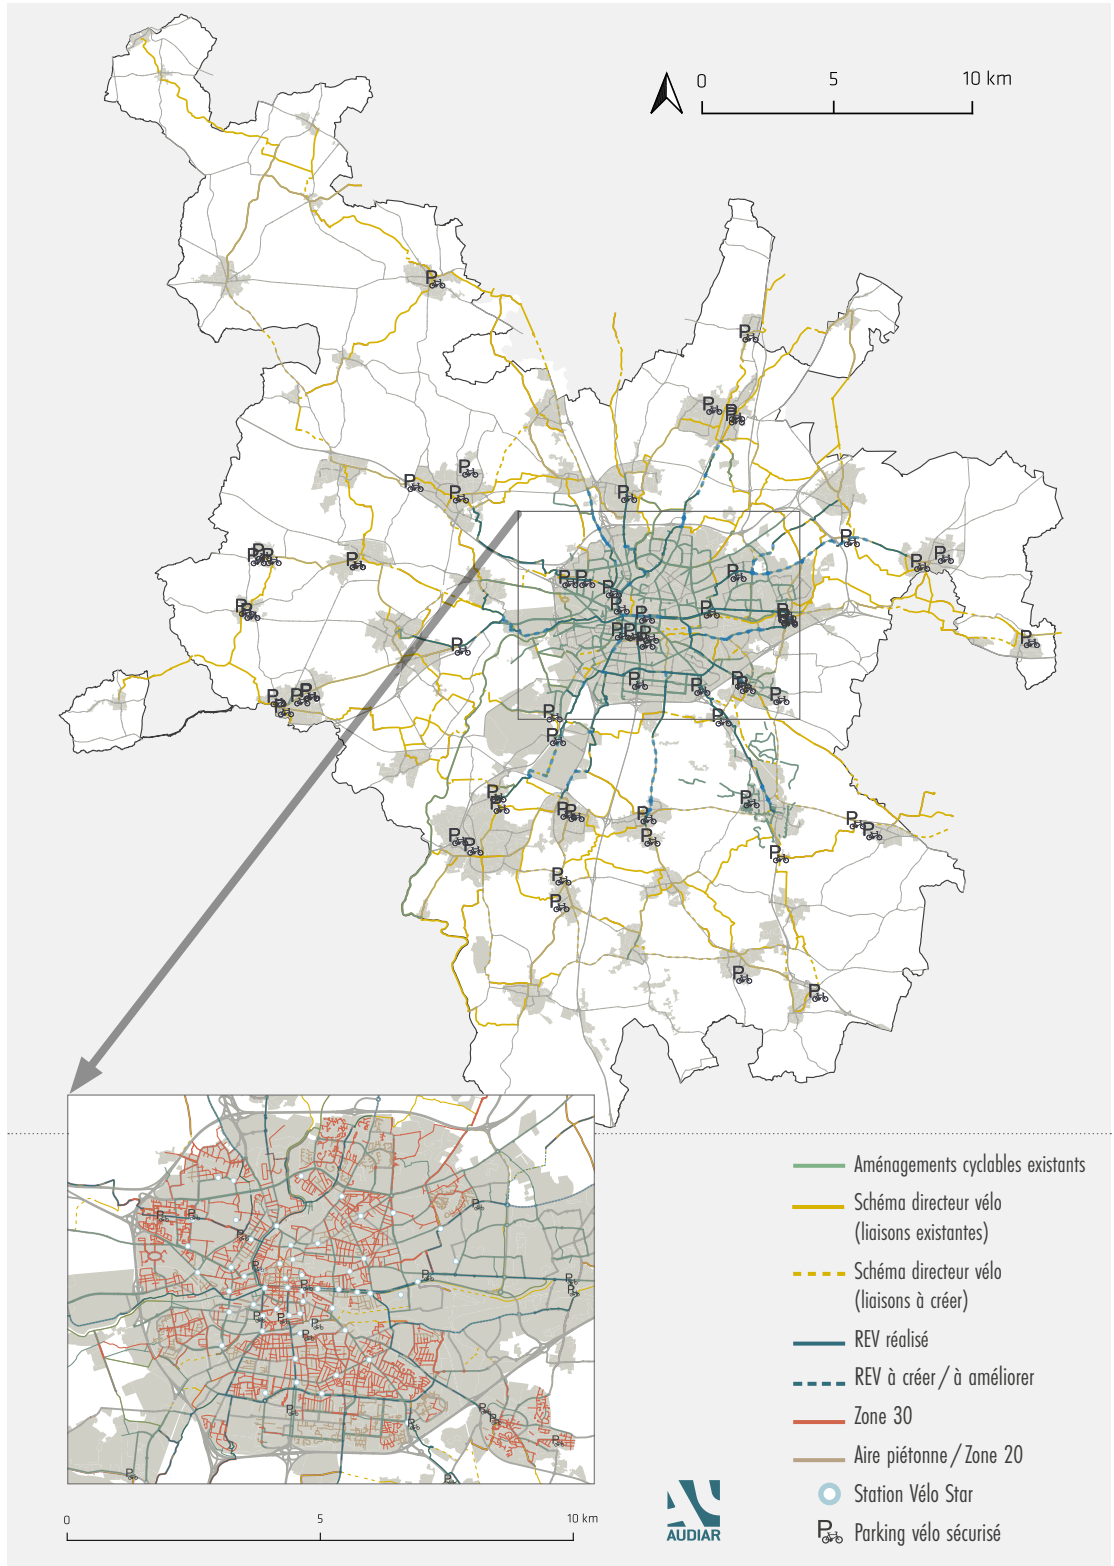 0 5 10 km
Aménagements cyclables existants
Schéma directeur vélo
(liaisons existantes)
Schéma directeur vélo
(liaisons à créer)
REV réalisé
REV à créer / à améliorer
Zone 30
Aire piétonne / Zone 20
Station Vélo Star
P Parking vélo sécurisé
AUDIAR
0 5 10 km